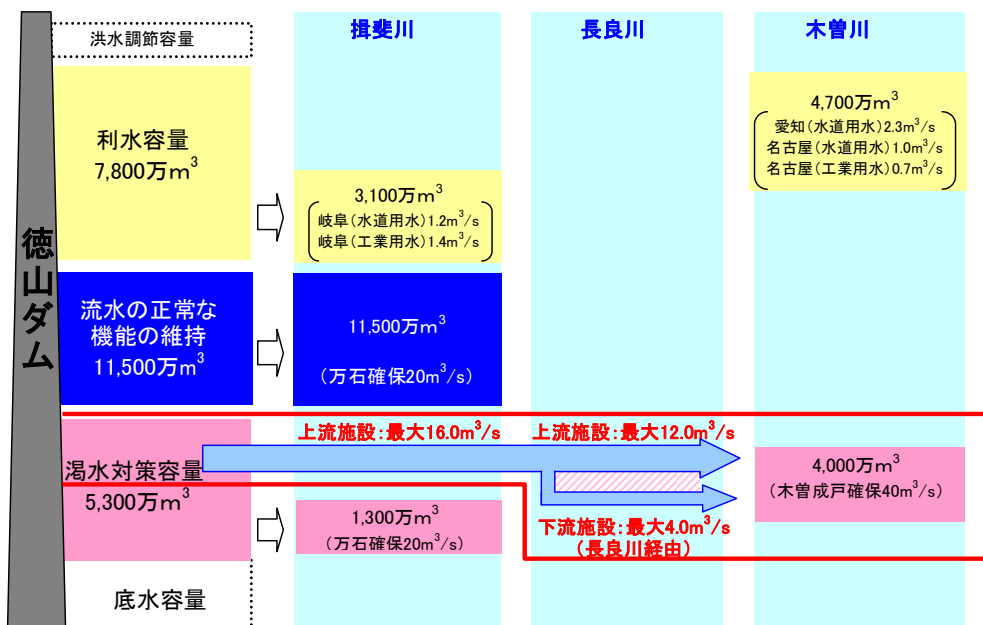 徳山ダム
洪水調節容量
利水容量
7,800万m³
流水の正常な
機能の維持
11,500万m³
渇水対策容量
5,300万m³
底水容量
揖斐川
3,100万m³
岐阜(水道用水)1.2m³/s
岐阜(工業用水)1.4m³/s
11,500万m³
(万石確保20m³/s)
上流施設:最大16.0m³/s
1,300万m³
(万石確保20m³/s)
長良川
上流施設:最大12.0m³/s
下流施設:最大4.0m³/s
(長良川経由)
木曽川
4,700万m³
愛知(水道用水)2.3m³/s
名古屋(水道用水)1.0m³/s
名古屋(工業用水)0.7m³/s
4,000万m³
(木曽成戸確保40m³/s)